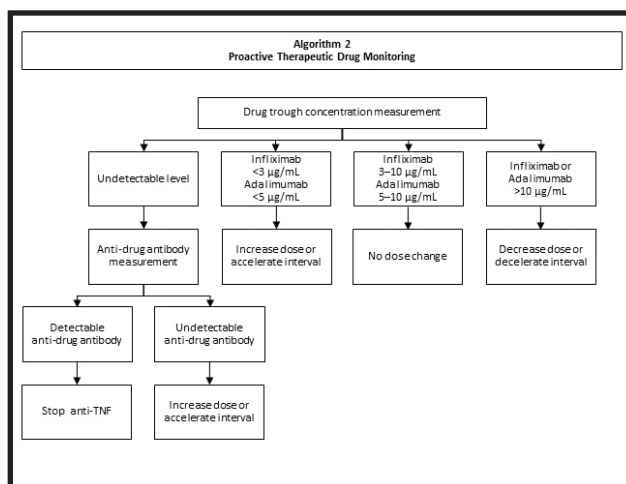 Algorithm 2
Proactive Therapeutic Drug Monitoring
Drug trough concentration measurement
Undetectable level
Infliximab
<3 µg/mL
Adalimumab
<5 µg/mL
Infliximab
3–10 µg/mL
Adalimumab
5–10 µg/mL
Infliximab or
Adalimumab
>10 µg/mL
Anti-drug antibody
measurement
Increase dose or
accelerate interval
No dose change
Decrease dose or
decelerate interval
Detectable
anti-drug antibody
Undetectable
anti-drug antibody
Stop anti-TNF
Increase dose or
accelerate interval